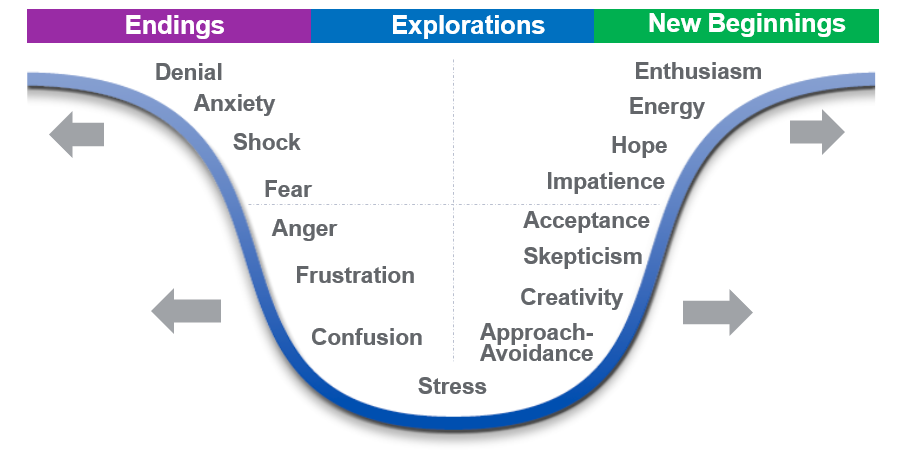 Endings
Explorations
New Beginnings
Denial
Anxiety
Shock
Fear
Anger
Frustration
Confusion
Stress
Enthusiasm
Energy
Hope
Impatience
Acceptance
Skepticism
Creativity
Approach-
Avoidance